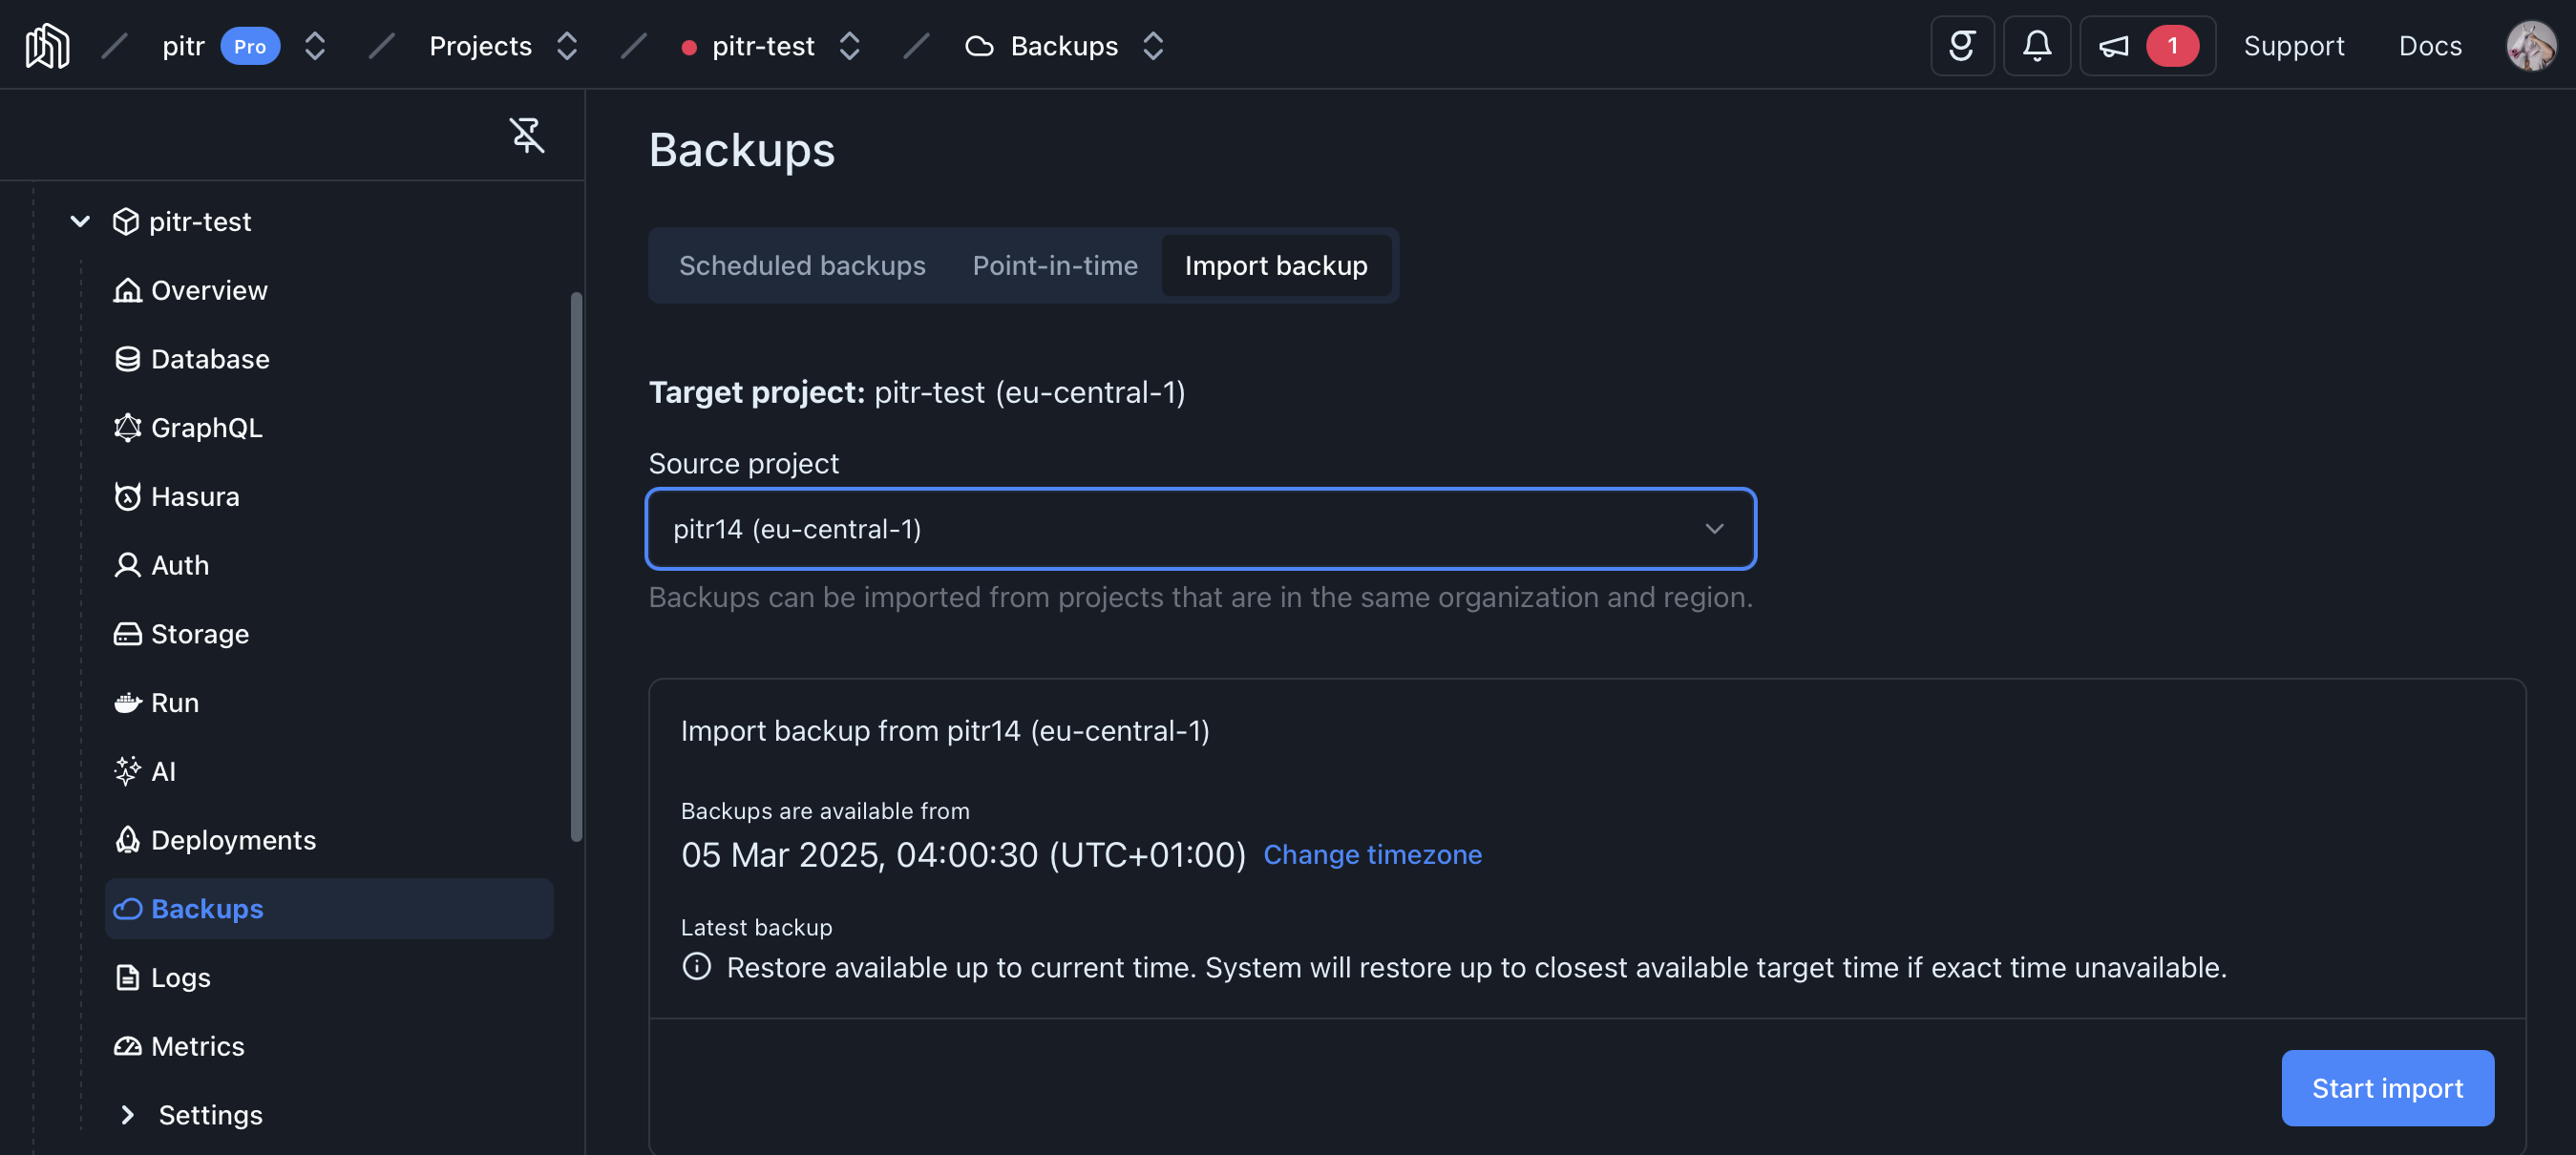 pitr Pro Projects pitr-test Backups 1 Support Docs
pitr-test
Overview
Database
GraphQL
Hasura
Auth
Storage
Run
AI
Deployments
Backups
Logs
Metrics
Settings
Backups
Scheduled backups Point-in-time Import backup
Target project: pitr-test (eu-central-1)
Source project
pitr14 (eu-central-1)
Backups can be imported from projects that are in the same organization and region.
Import backup from pitr14 (eu-central-1)
Backups are available from
05 Mar 2025, 04:00:30 (UTC+01:00) Change timezone
Latest backup
Restore available up to current time. System will restore up to closest available target time if exact time unavailable.
Start import